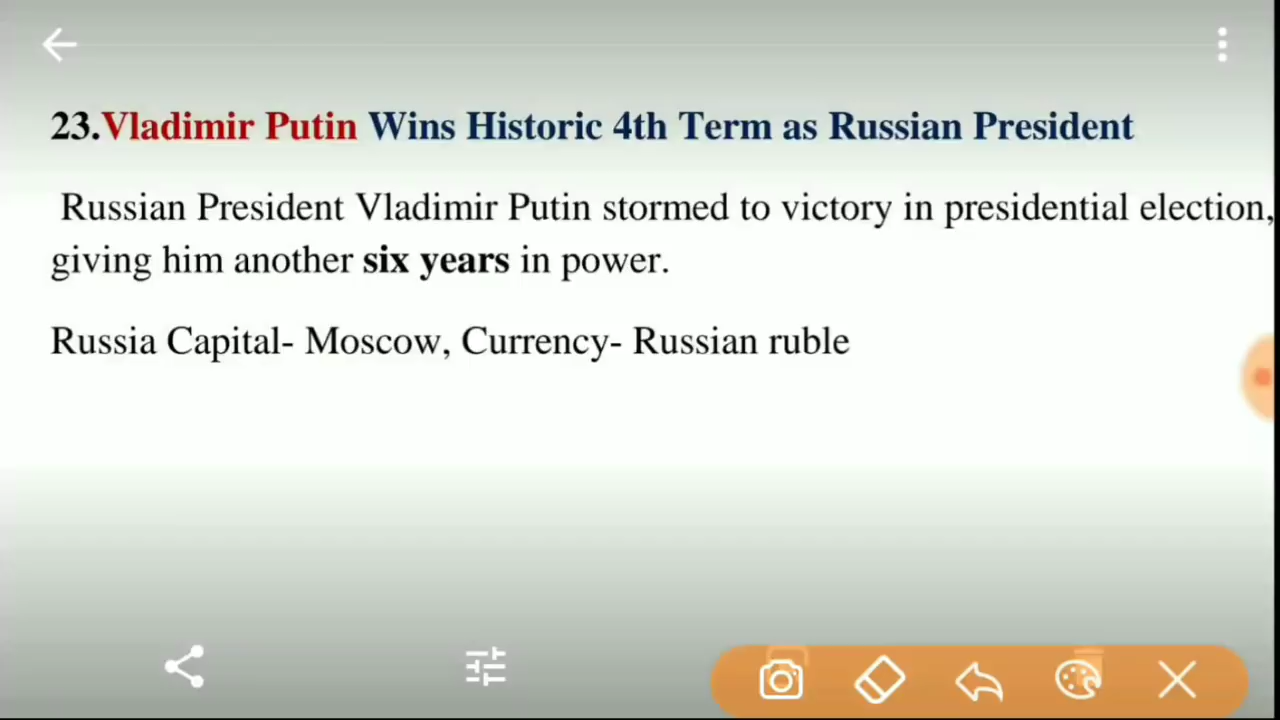 23.Vladimir Putin Wins Historic 4th Term as Russian President
Russian President Vladimir Putin stormed to victory in presidential election,
giving him another six years in power.
Russia Capital- Moscow, Currency- Russian ruble